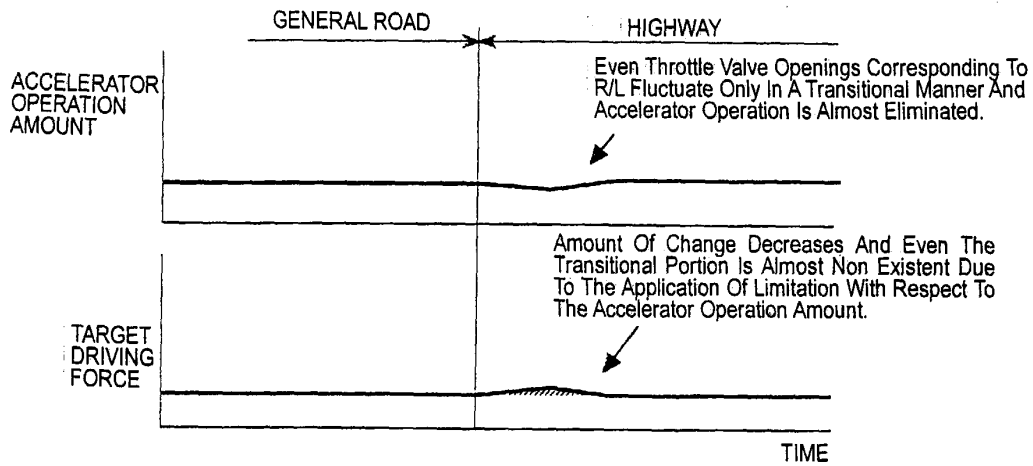 GENERAL ROAD
HIGHWAY
ACCELERATOR
OPERATION
AMOUNT
Even Throttle Valve Openings Corresponding To
R/L Fluctuate Only In A Transitional Manner And
Accelerator Operation Is Almost Eliminated.
Amount Of Change Decreases And Even The
Transitional Portion Is Almost Non Existent Due
To The Application Of Limitation With Respect To
The Accelerator Operation Amount.
TARGET
DRIVING
FORCE
TIME